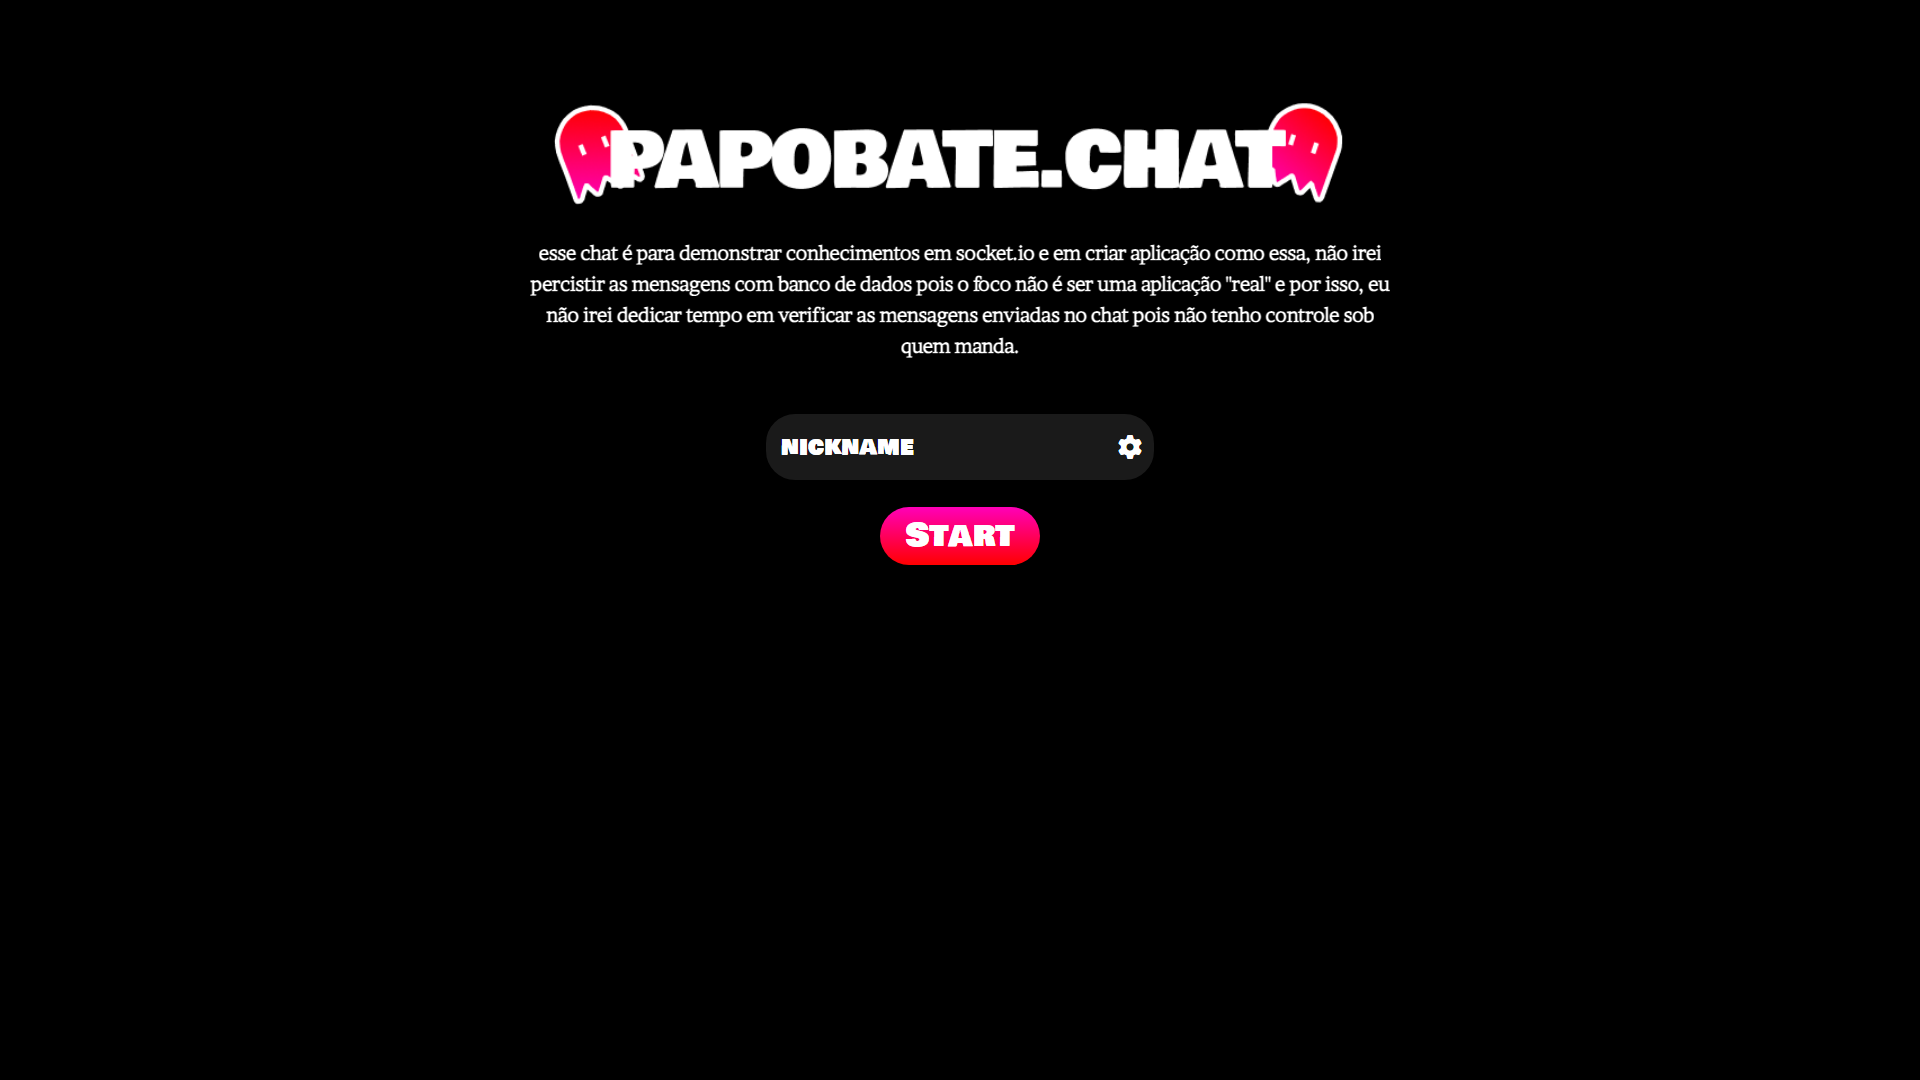 PAPOBATE.CHAT
esse chat é para demonstrar conhecimentos em socket.io e em criar aplicação como essa, não irei
percistir as mensagens com banco de dados pois o foco não é ser uma aplicação "real" e por isso, eu
não irei dedicar tempo em verificar as mensagens enviadas no chat pois não tenho controle sob
quem manda.
NICKNAME
START